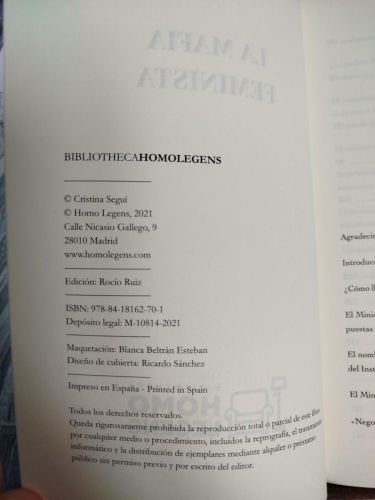 LA MAFIA
FEMINISTA
BIBLIOTHECAHOMOLEGENS
© Cristina Seguí
© Homo Legens, 2021
Calle Nicasio Gallego, 9
28010 Madrid
www.homolegens.com
Edición: Rocío Ruiz
ISBN: 978-84-18162-70-1
Depósito legal: M-10814-2021
Maquetación: Blanca Beltrán Esteban
Diseño de cubierta: Ricardo Sánchez
Impreso en España - Printed in Spain
HOMO
Todos los derechos reservados.
Queda rigurosamente prohibida la reproducción total o parcial de este libro
por cualquier medio o procedimiento, incluidos la reprografía, el tratamiento
informático y la distribución de ejemplares mediante alquiler o préstamo
público sin permiso previo y por escrito del editor.
Agradecim
Introducc
¿Cómo ll
El Mini
puestas
El nom
del Inst
El Min
«Nego